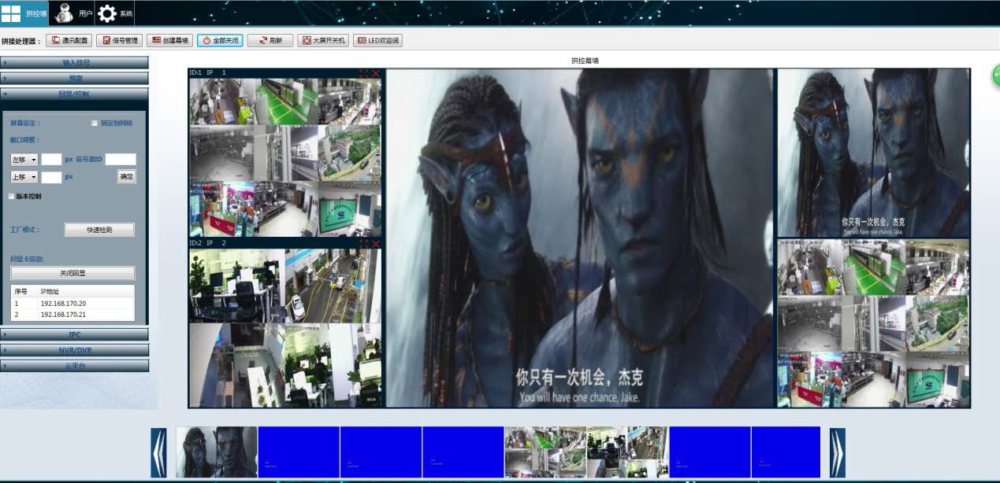 拼控墙
用户
系统
拼接处理器：
通讯配置
信号管理
创建幕墙
全部关闭
刷新
大屏开关机
LED欢迎词
输入信号
预案
回显/控制
屏幕设定：
固定到网格
窗口调整：
左移
px 信号源ID
上移
px
确定
版本控制
工厂模式：
快速检测
回显卡信息:
关闭回显
序号 IP地址
1 192.168.170.20
2 192.168.170.21
IPC
NVR/DVR
云平台
拼控幕墙
ID:1 IP 1
ID:2 IP 2
你只有一次机会，杰克
You will have one chance, Jake.
你只有一次机会，杰克
You will have one chance, Jake.